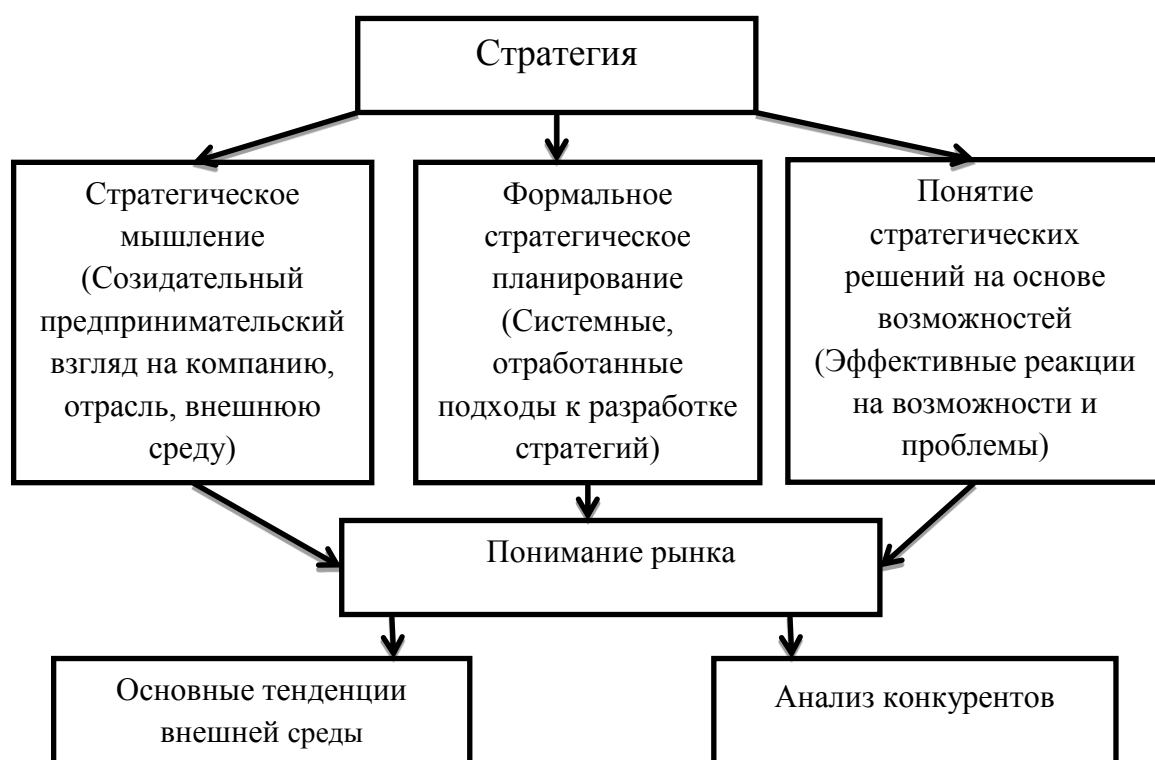 Стратегия
Стратегическое
мышление
(Созидательный
предпринимательский
взгляд на компанию,
отрасль, внешнюю
среду)
Формальное
стратегическое
планирование
(Системные,
отработанные
подходы к разработке
стратегий)
Понятие
стратегических
решений на основе
возможностей
(Эффективные реакции
на возможности и
проблемы)
Понимание рынка
Основные тенденции
внешней среды
Анализ конкурентов